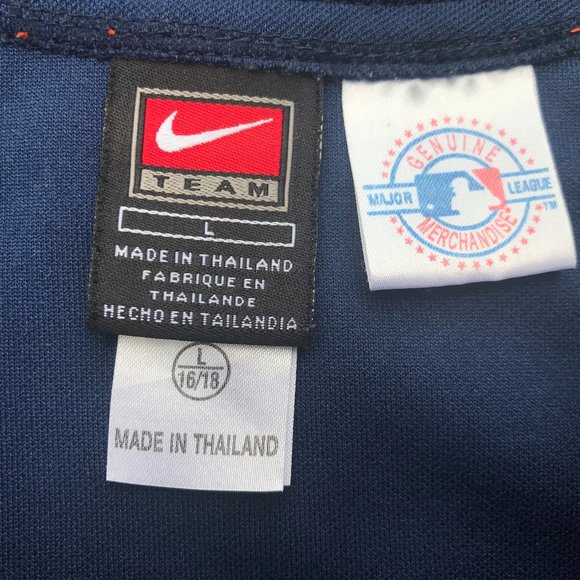 TEAM
L
MADE IN THAILAND
FABRIQUE EN
THAILANDE
HECHO EN TAILANDIA
L
16/18
MADE IN THAILAND
GENUINE
MAJOR LEAGUE
TM
MERCHANDISE